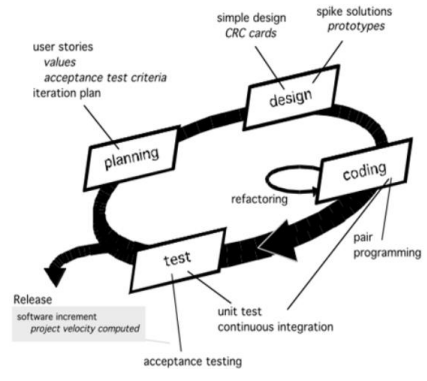 simple design
CRC cards
spike solutions
prototypes
user stories
values
acceptance test criteria
iteration plan
design
planning
coding
refactoring
test
pair
programming
Release
software increment
project velocity computed
unit test
continuous integration
acceptance testing